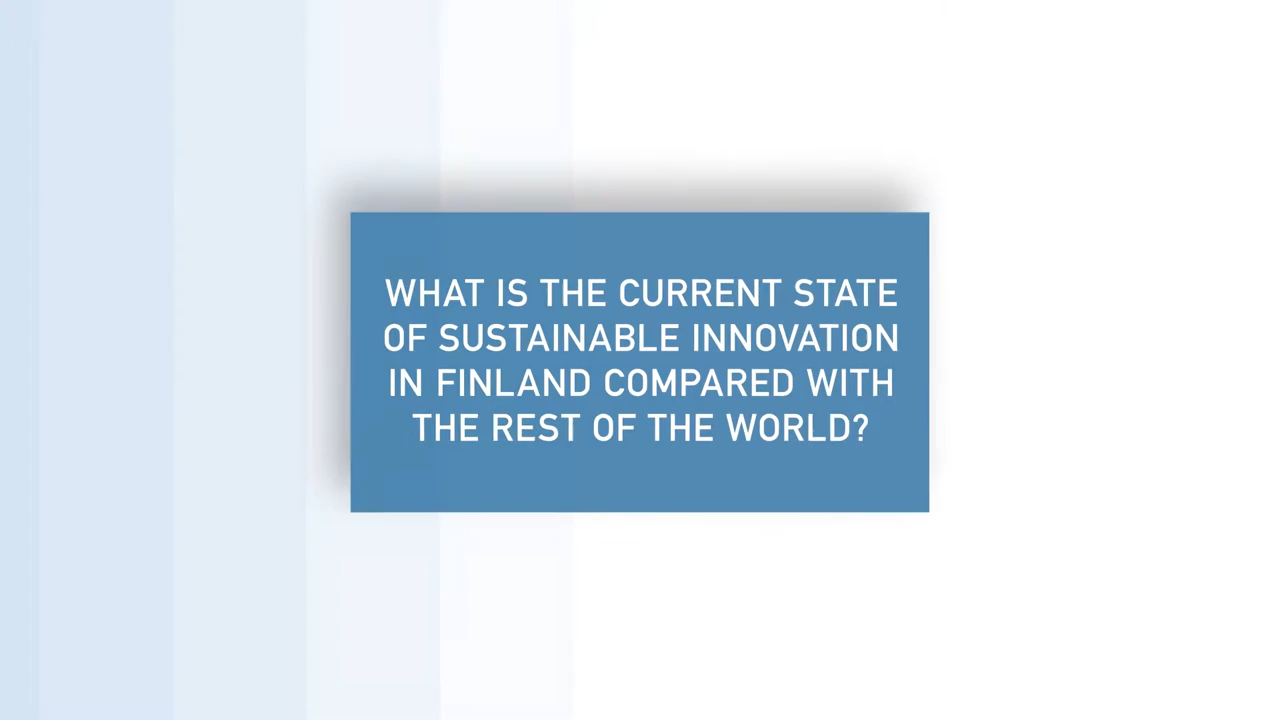 WHAT IS THE CURRENT STATE
OF SUSTAINABLE INNOVATION
IN FINLAND COMPARED WITH
THE REST OF THE WORLD?